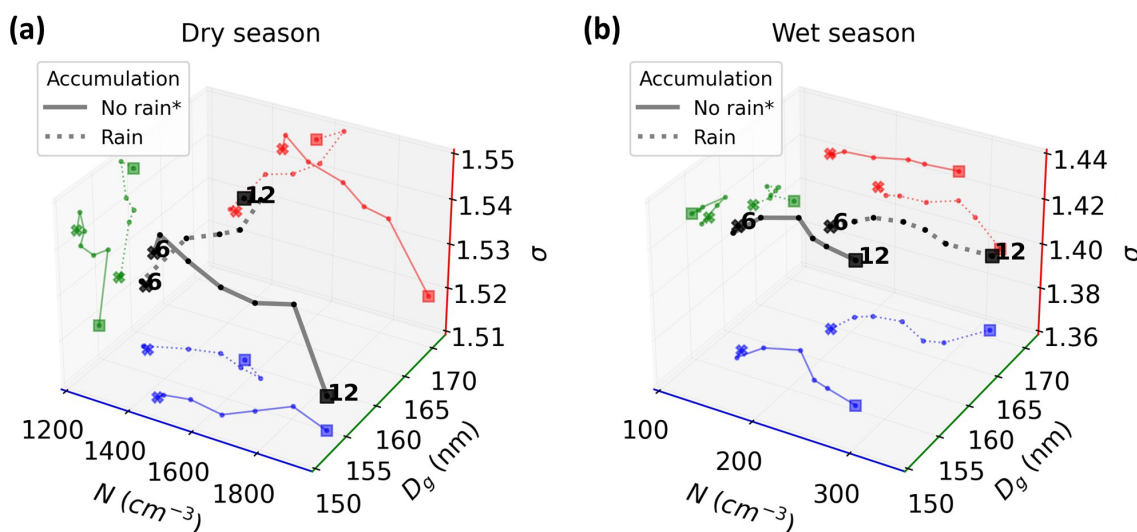 (a) Dry season
Accumulation
No rain*
Rain
12
6
6
12
1.55
1.54
1.53
1.52
1.51
σ
170
165
160
155
150
D_g (nm)
1200
1400
1600
1800
N (cm⁻³)
(b) Wet season
Accumulation
No rain*
Rain
6
6
12
12
1.44
1.42
1.40
1.38
1.36
σ
170
165
160
155
150
D_g (nm)
100
200
300
N (cm⁻³)